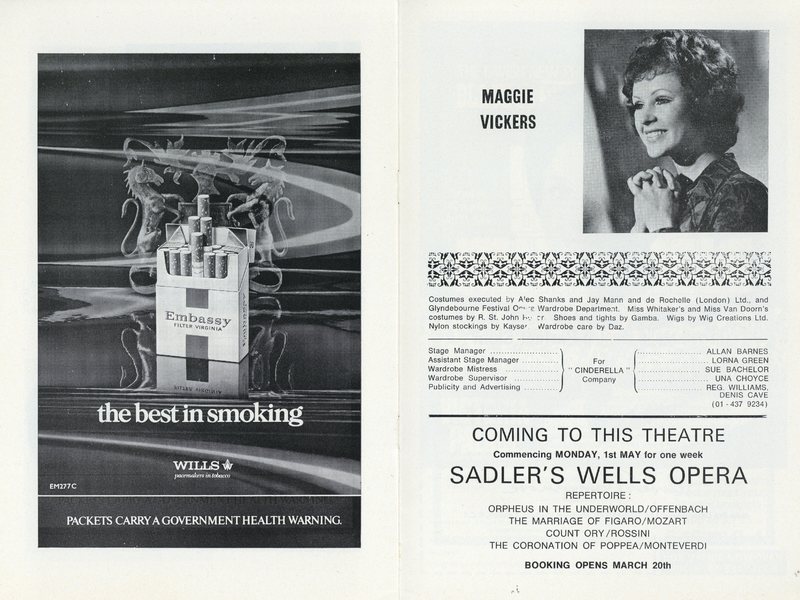 Embassy
FILTER VIRGINIA
the best in smoking
WILLS
pacemakers in tobacco
EM277C
PACKETS CARRY A GOVERNMENT HEALTH WARNING.
MAGGIE
VICKERS
Costumes executed by Alec Shanks and Jay Mann and de Rochelle (London) Ltd., and
Glyndebourne Festival Wardrobe Department. Miss Whitaker's and Miss Van Doorn's
costumes by R. St. John Shoes and tights by Gamba. Wigs by Wig Creations Ltd.
Nylon stockings by Kayser Wardrobe care by Daz.
Stage Manager ALLAN BARNES
Assistant Stage Manager LORNA GREEN
Wardrobe Mistress SUE BACHELOR
Wardrobe Supervisor UNA CHOYCE
Publicity and Advertising REG. WILLIAMS,
DENIS CAVE
(01-437 9234)
For
"CINDERELLA"
Company
COMING TO THIS THEATRE
Commencing MONDAY, 1st MAY for one week
SADLER'S WELLS OPERA
REPERTOIRE:
ORPHEUS IN THE UNDERWORLD/OFFENBACH
THE MARRIAGE OF FIGARO/MOZART
COUNT ORY/ROSSINI
THE CORONATION OF POPPEA/MONTEVERDI
BOOKING OPENS MARCH 20th